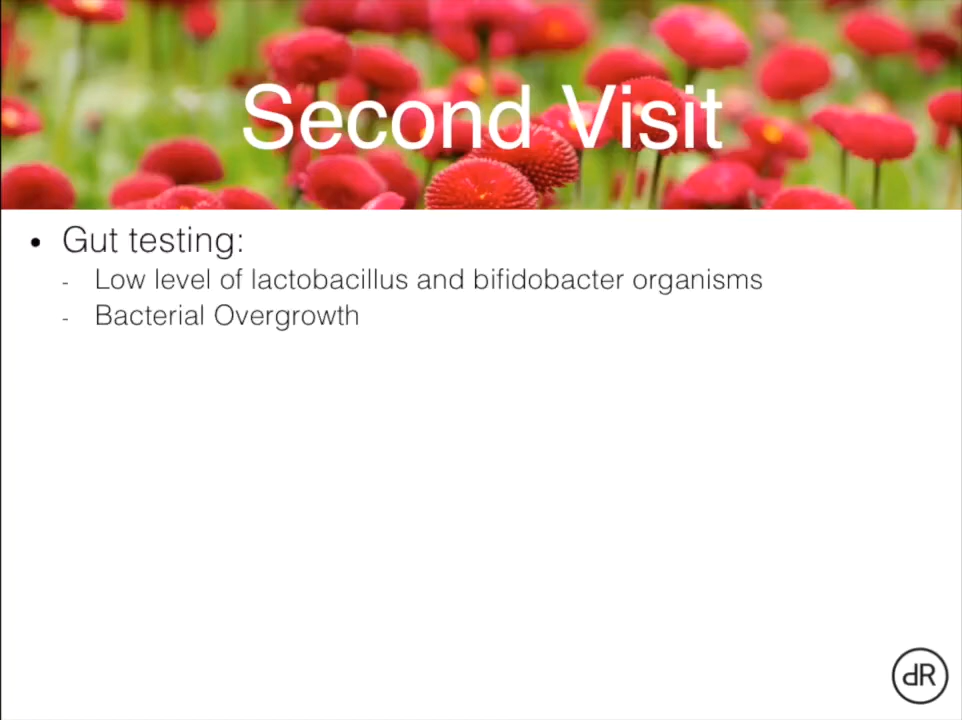 Second Visit
• Gut testing:
- Low level of lactobacillus and bifidobacter organisms
- Bacterial Overgrowth
dR